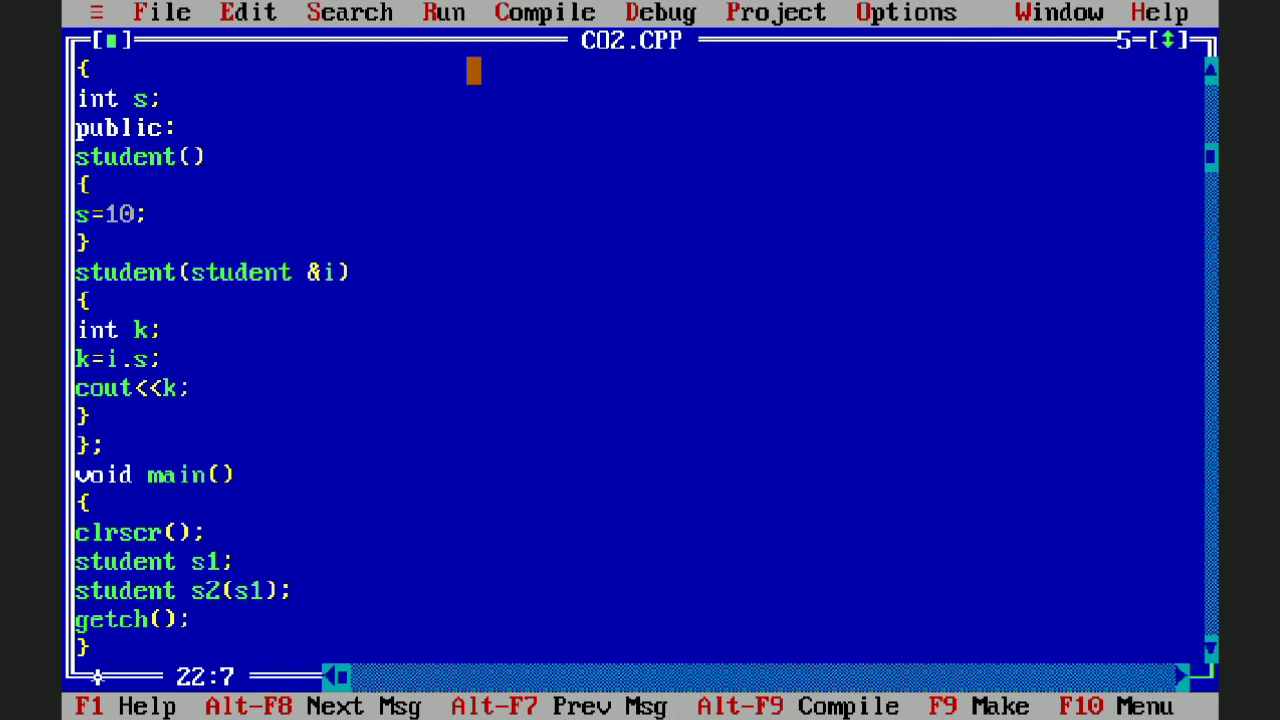 ≡ File Edit Search Run Compile Debug Project Options Window Help
[■] CO2.CPP 5=[↕]
{
int s;
public:
student()
{
s=10;
}
student(student &i)
{
int k;
k=i.s;
cout<<k;
}
};
void main()
{
clrscr();
student s1;
student s2(s1);
getch();
}
22:7
F1 Help Alt-F8 Next Msg Alt-F7 Prev Msg Alt-F9 Compile F9 Make F10 Menu